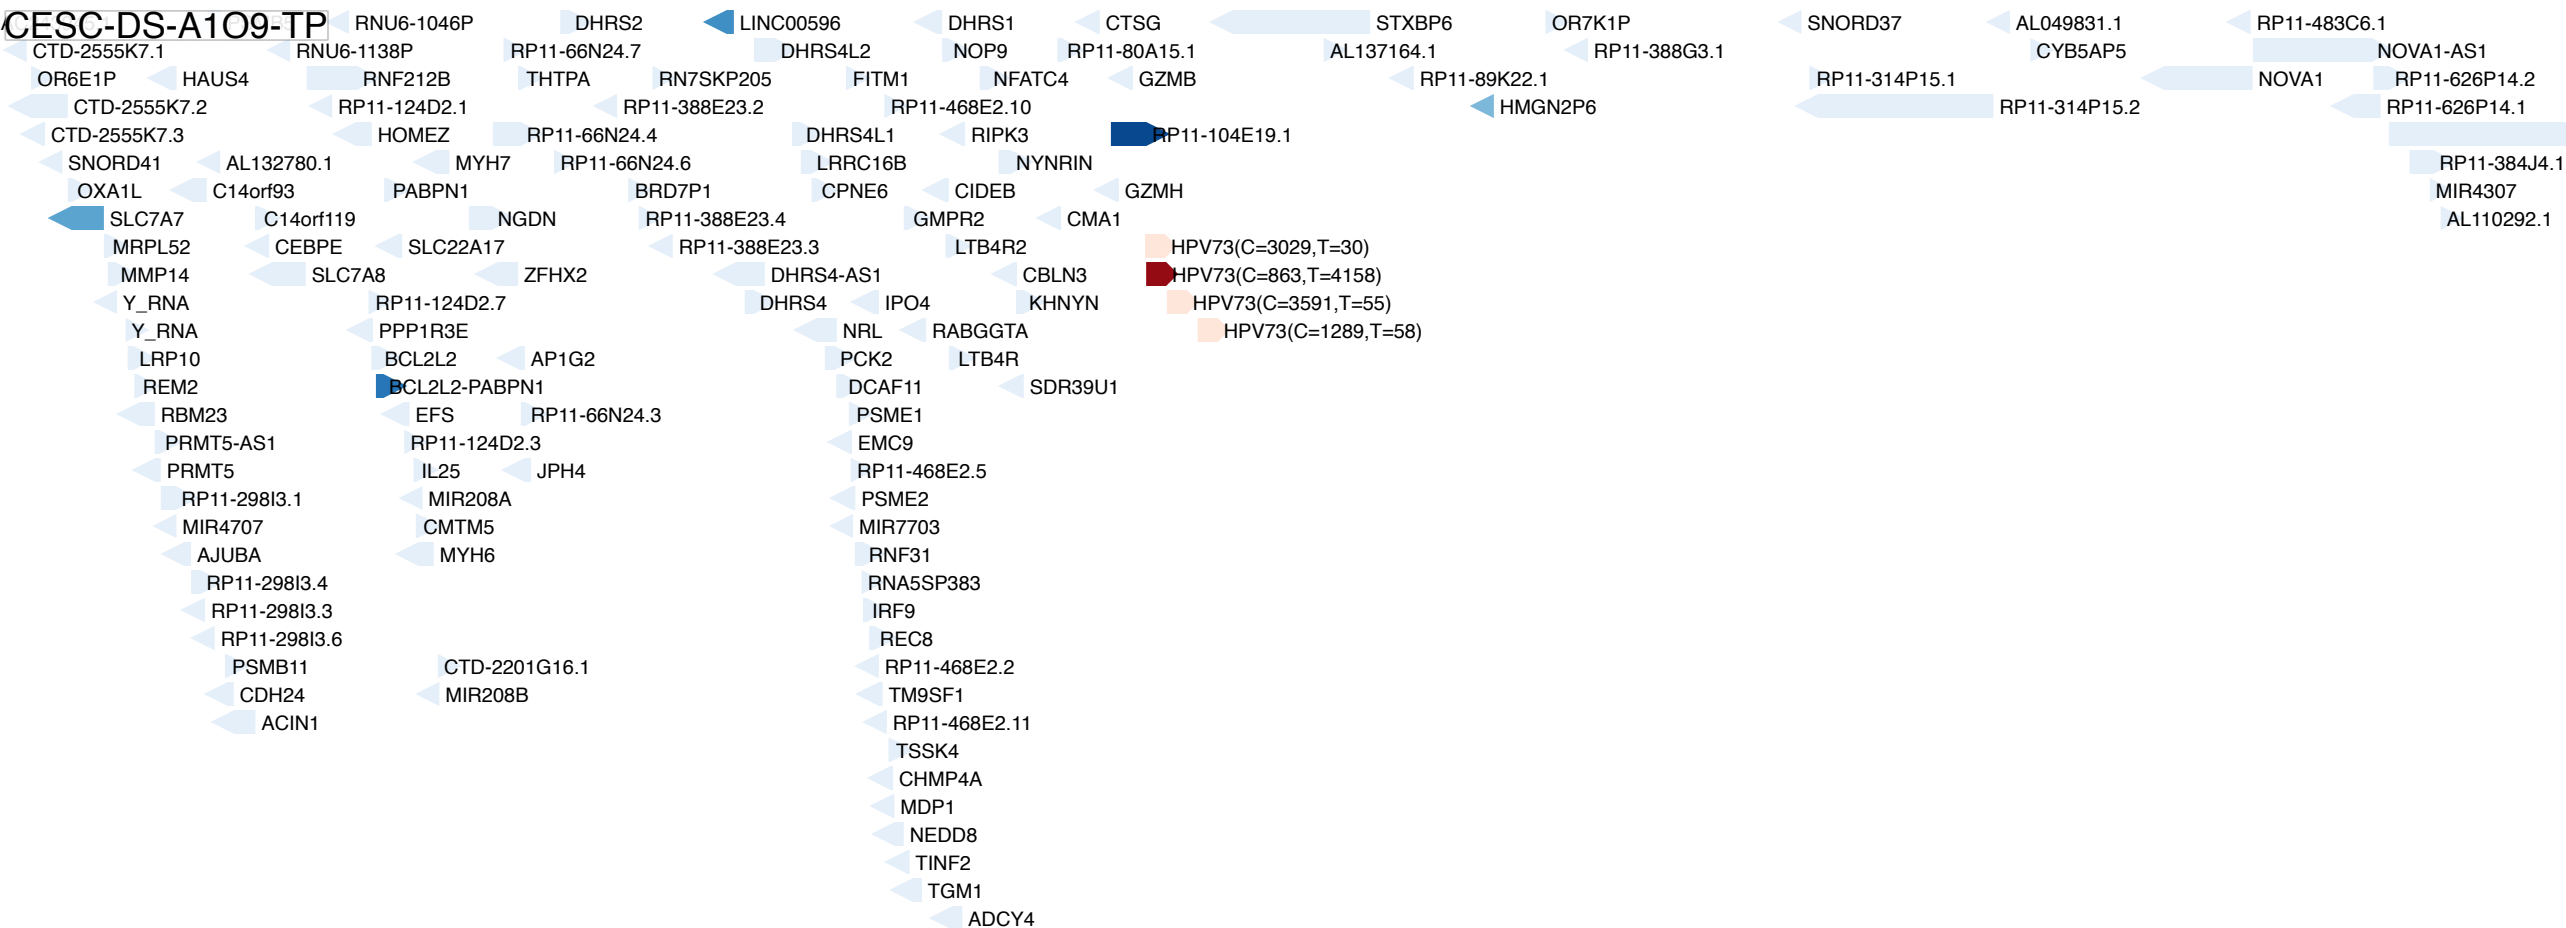 CESC-DS-A1O9-TP RNU6-1046P DHRS2 LINC00596 DHRS1 CTSG STXBP6 OR7K1P SNORD37 AL049831.1 RP11-483C6.1
CTD-2555K7.1 RNU6-1138P RP11-66N24.7 DHRS4L2 NOP9 RP11-80A15.1 AL137164.1 RP11-388G3.1 CYB5AP5 NOVA1-AS1
OR6E1P HAUS4 RNF212B THTPA RN7SKP205 FITM1 NFATC4 GZMB RP11-89K22.1 RP11-314P15.1 NOVA1 RP11-626P14.2
CTD-2555K7.2 RP11-124D2.1 RP11-388E23.2 RP11-468E2.10 HMGN2P6 RP11-314P15.2 RP11-626P14.1
CTD-2555K7.3 HOMEZ RP11-66N24.4 DHRS4L1 RIPK3 RP11-104E19.1
SNORD41 AL132780.1 MYH7 RP11-66N24.6 LRRC16B NYNRIN RP11-384J4.1
OXA1L C14orf93 PABPN1 BRD7P1 CPNE6 CIDEB GZMH MIR4307
SLC7A7 C14orf119 NGDN RP11-388E23.4 GMPR2 CMA1 AL110292.1
MRPL52 CEBPE SLC22A17 RP11-388E23.3 LTB4R2 HPV73(C=3029,T=30)
MMP14 SLC7A8 ZFHX2 DHRS4-AS1 CBLN3 HPV73(C=863,T=4158)
Y_RNA RP11-124D2.7 DHRS4 IPO4 KHNYN HPV73(C=3591,T=55)
Y_RNA PPP1R3E NRL RABGGTA HPV73(C=1289,T=58)
LRP10 BCL2L2 AP1G2 PCK2 LTB4R
REM2 BCL2L2-PABPN1 DCAF11 SDR39U1
RBM23 EFS RP11-66N24.3 PSME1
PRMT5-AS1 RP11-124D2.3 EMC9
PRMT5 IL25 JPH4 RP11-468E2.5
RP11-298I3.1 MIR208A PSME2
MIR4707 CMTM5 MIR7703
AJUBA MYH6 RNF31
RP11-298I3.4 RNA5SP383
RP11-298I3.3 IRF9
RP11-298I3.6 REC8
PSMB11 CTD-2201G16.1 RP11-468E2.2
CDH24 MIR208B TM9SF1
ACIN1 RP11-468E2.11
TSSK4
CHMP4A
MDP1
NEDD8
TINF2
TGM1
ADCY4